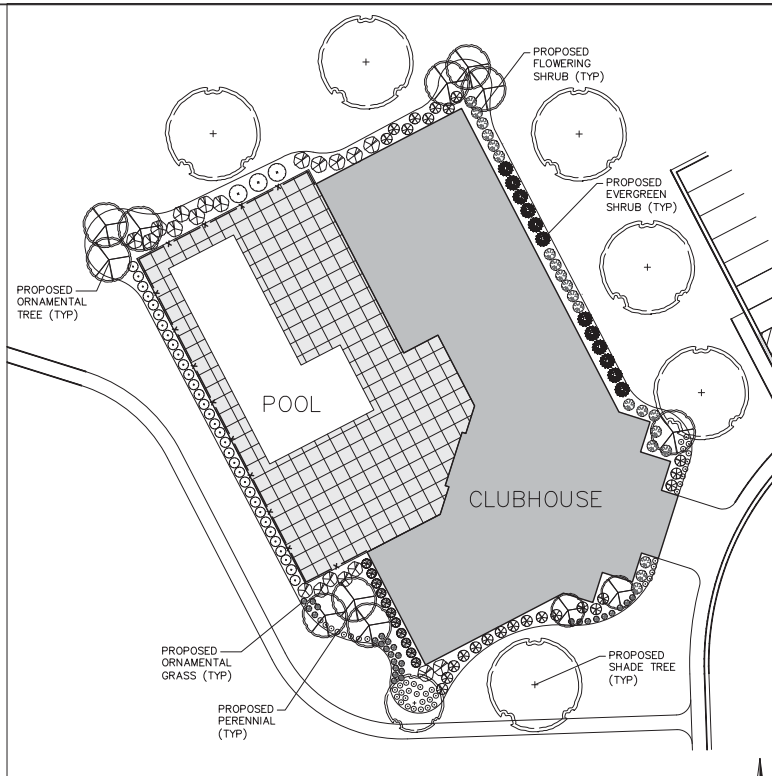 PROPOSED
FLOWERING
SHRUB (TYP)
PROPOSED
EVERGREEN
SHRUB (TYP)
PROPOSED
ORNAMENTAL
TREE (TYP)
POOL
CLUBHOUSE
PROPOSED
ORNAMENTAL
GRASS (TYP)
PROPOSED
SHADE TREE
(TYP)
PROPOSED
PERENNIAL
(TYP)